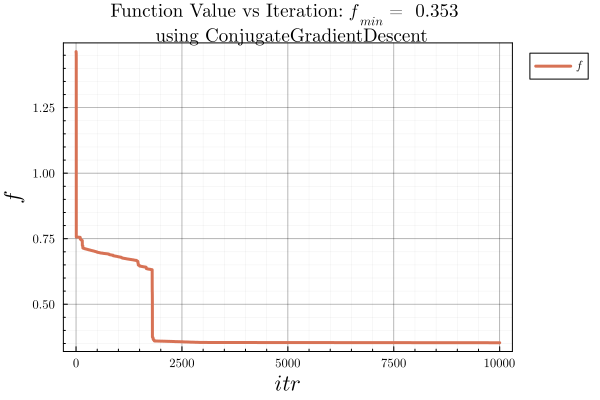 Function Value vs Iteration: f_min = 0.353
using ConjugateGradientDescent
f
1.25
1.00
0.75
0.50
f
0
2500
5000
7500
10000
itr